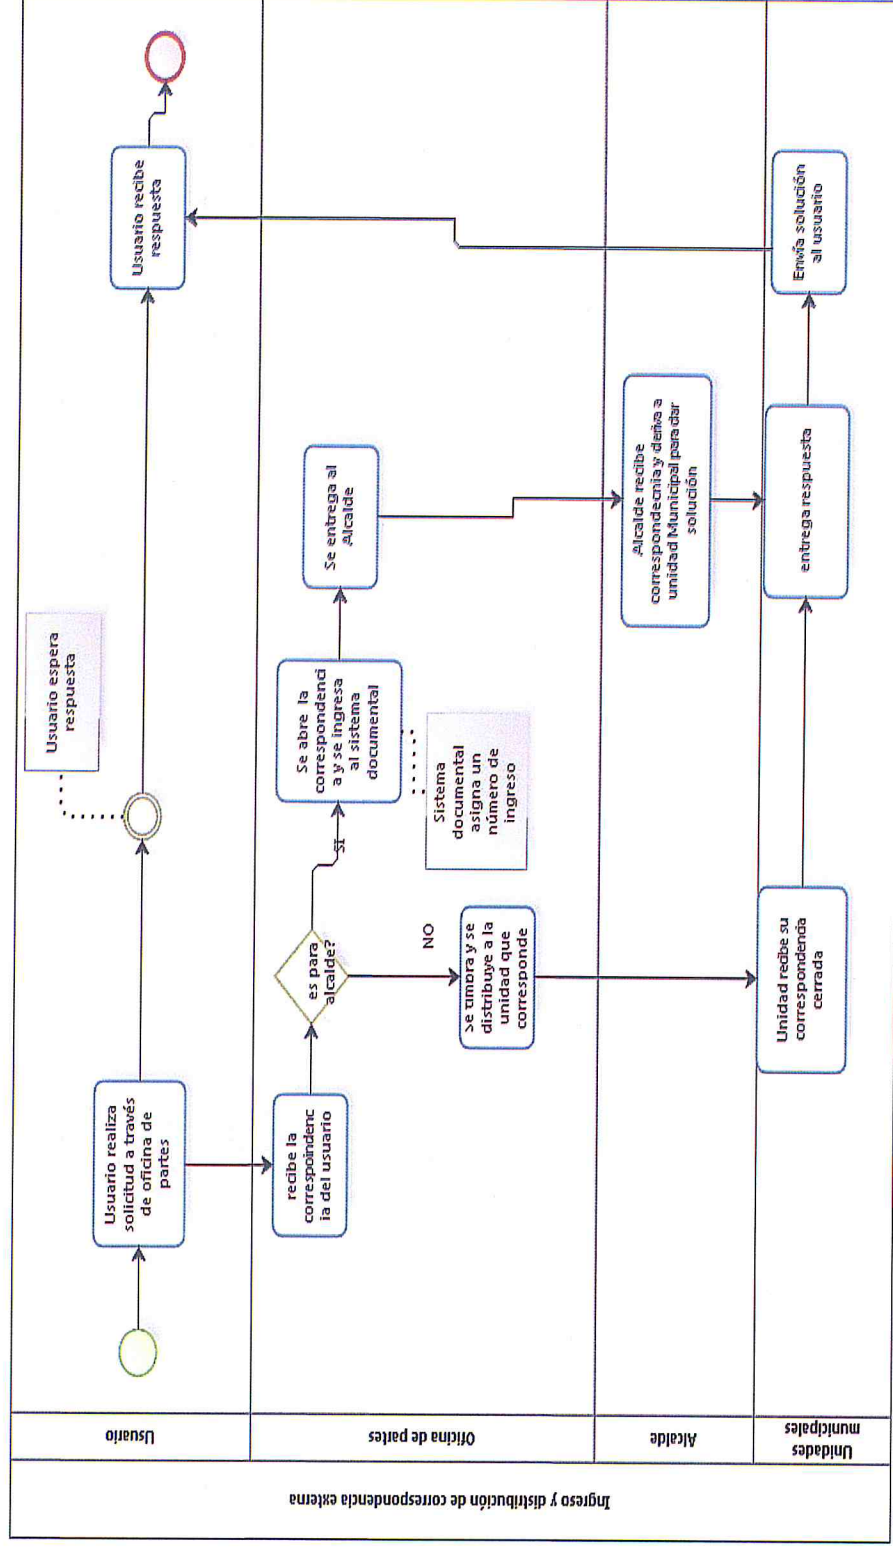 Ingreso y distribución de correspondencia externa
Usuario
Usuario realiza
solicitud a través
de oficina de
partes
Usuario espera
respuesta
Usuario recibe
respuesta
Oficina de partes
recibe la
correspoindenc
ia del usuario
es para
alcalde?
SI
NO
Se timbra y se
distribuye a la
unidad que
corresponde
Se abre la
correspondenci
a y se ingresa
al sistema
documental
Sistema
documental
asigna un
número de
ingreso
Se entrega al
Alcalde
Alcalde
Alcalde recibe
correspondecnia y deriva a
unidad Municipal para dar
solución
Unidades
municipales
Unidad recibe su
correspondencia
cerrada
entrega respuesta
Envía solución
al usuario